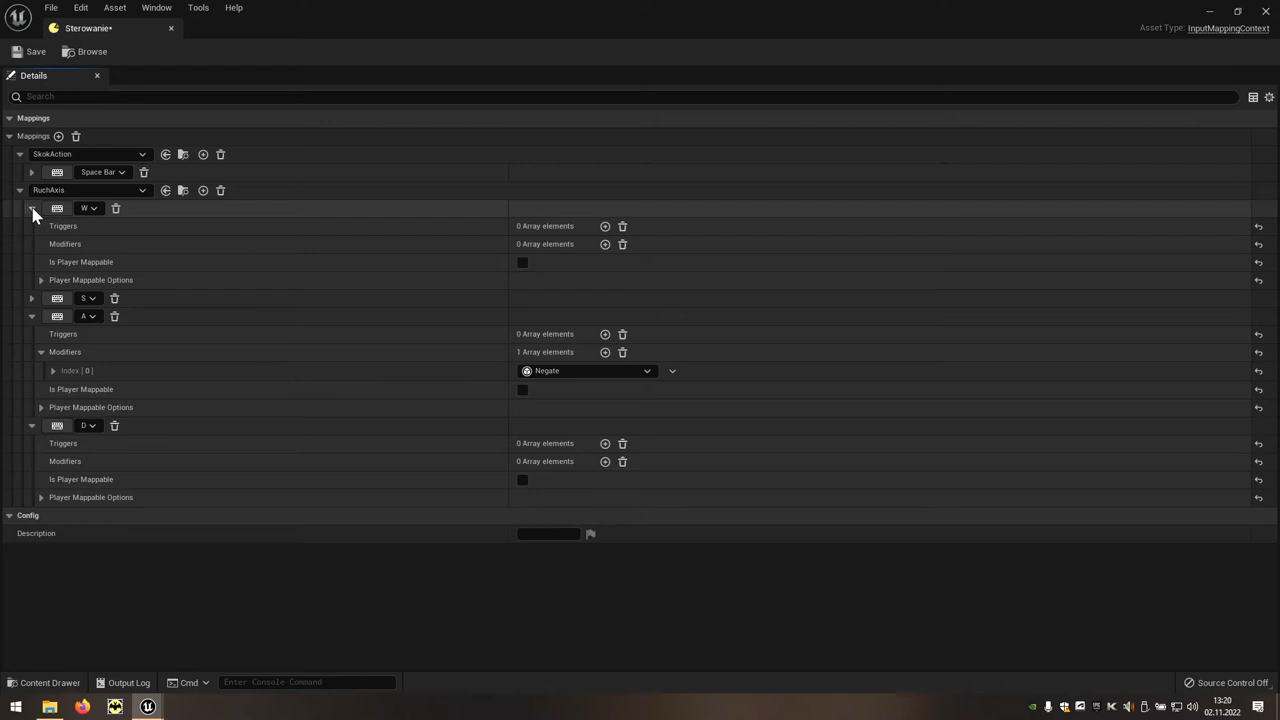 File Edit Asset Window Tools Help
Sterowanie*
Asset Type: InputMappingContext
Save Browse
Details
Search
Mappings
Mappings
SkokAction
Space Bar
RuchAxis
W
Triggers 0 Array elements
Modifiers 0 Array elements
Is Player Mappable
Player Mappable Options
S
A
Triggers 0 Array elements
Modifiers 1 Array elements
Index [ 0 ] Negate
Is Player Mappable
Player Mappable Options
D
Triggers 0 Array elements
Modifiers 0 Array elements
Is Player Mappable
Player Mappable Options
Config
Description
Content Drawer Output Log Cmd Enter Console Command Source Control Off
13:20
02.11.2022